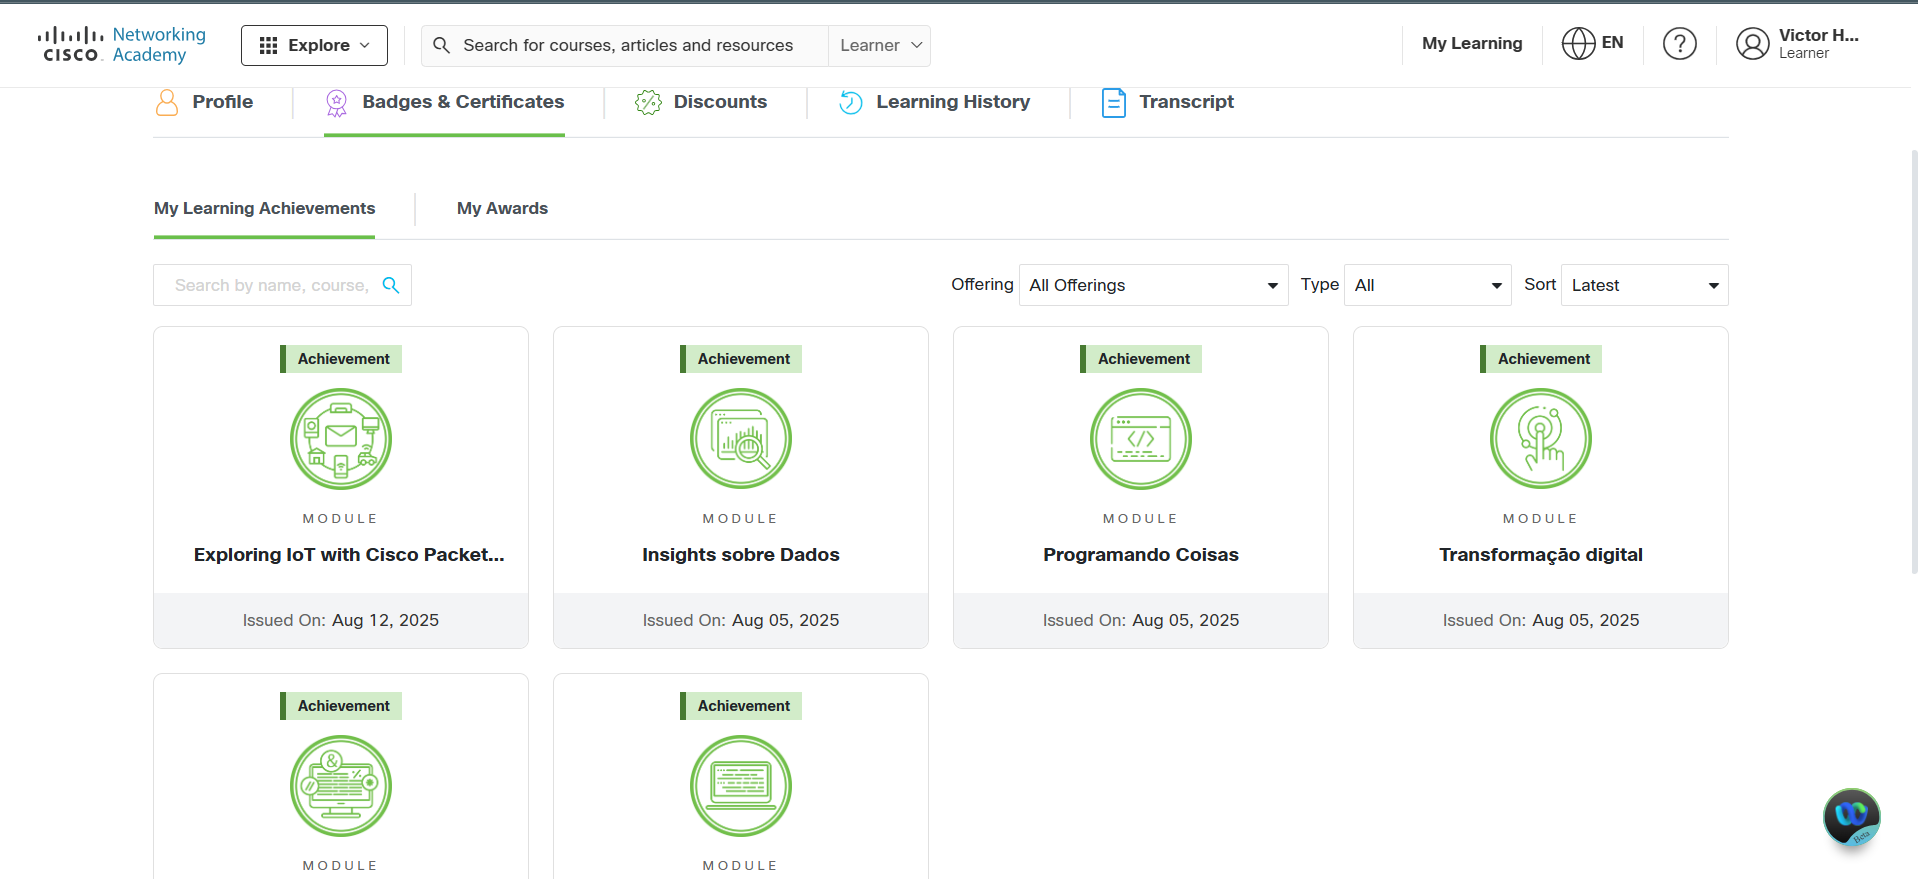 CISCO Networking Academy
Explore
Search for courses, articles and resources
Learner
My Learning
EN
?
Victor H...
Learner
Profile
Badges & Certificates
Discounts
Learning History
Transcript
My Learning Achievements
My Awards
Search by name, course,
Offering All Offerings
Type All
Sort Latest
Achievement
MODULE
Exploring IoT with Cisco Packet...
Issued On: Aug 12, 2025
Achievement
MODULE
Insights sobre Dados
Issued On: Aug 05, 2025
Achievement
</>
MODULE
Programando Coisas
Issued On: Aug 05, 2025
Achievement
MODULE
Transformação digital
Issued On: Aug 05, 2025
Achievement
&
//
MODULE
Achievement
MODULE
Beta